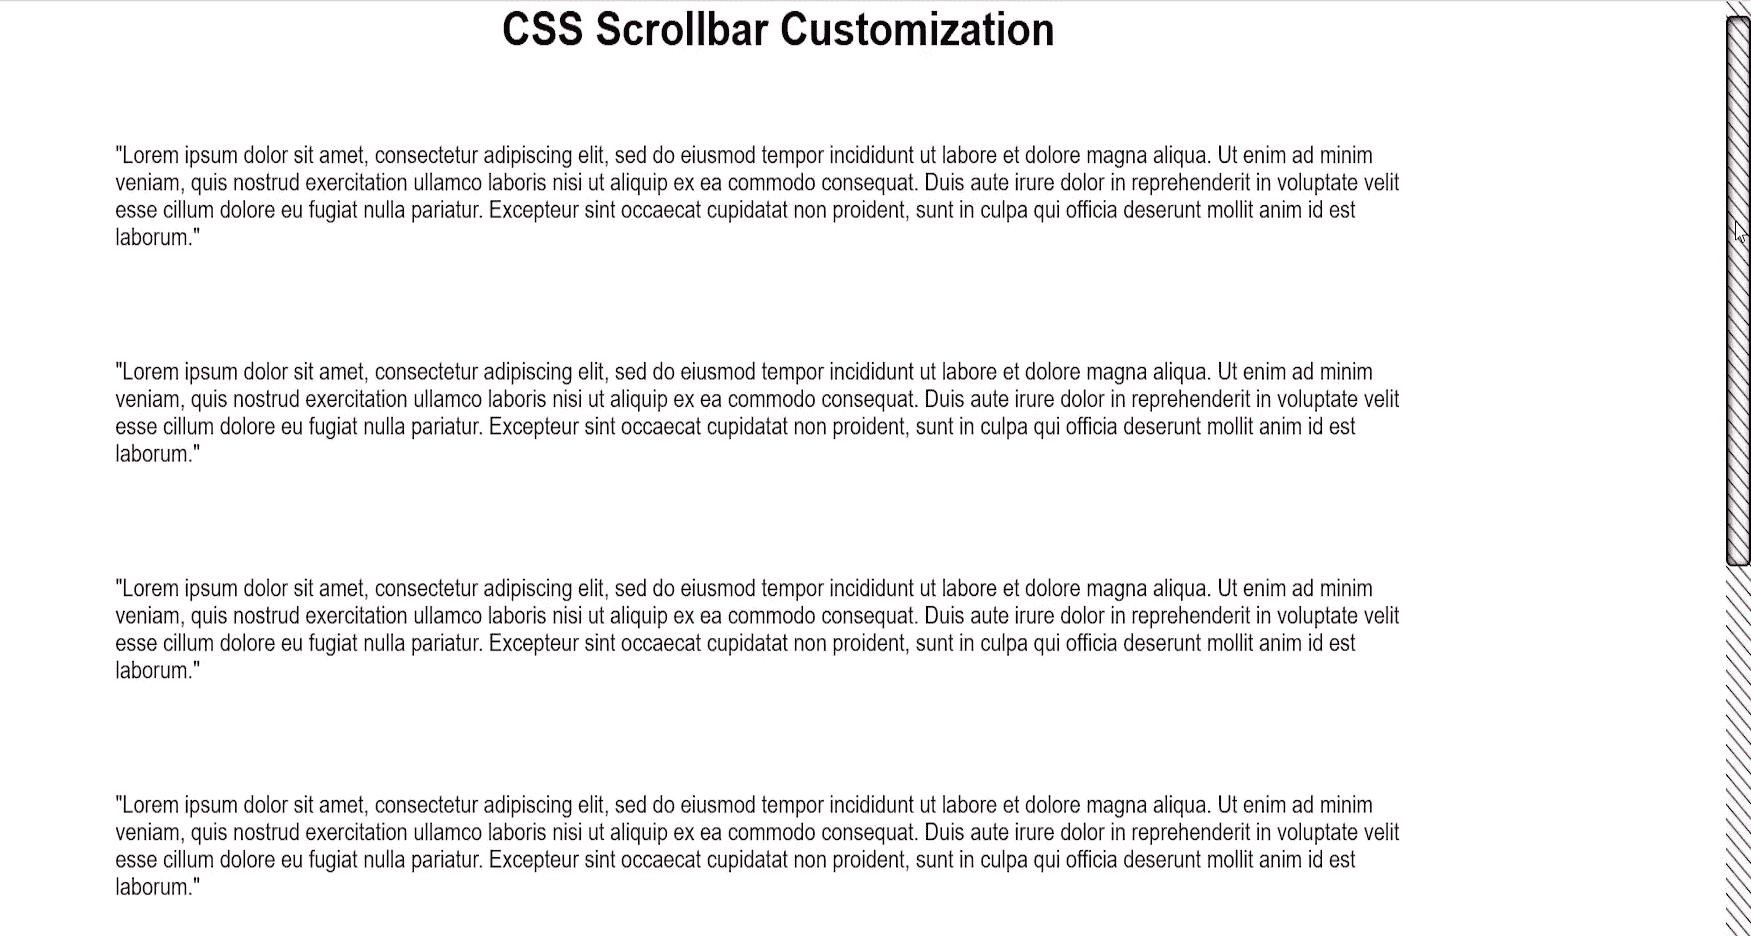 CSS Scrollbar Customization
"Lorem ipsum dolor sit amet, consectetur adipiscing elit, sed do eiusmod tempor incididunt ut labore et dolore magna aliqua. Ut enim ad minim
veniam, quis nostrud exercitation ullamco laboris nisi ut aliquip ex ea commodo consequat. Duis aute irure dolor in reprehenderit in voluptate velit
esse cillum dolore eu fugiat nulla pariatur. Excepteur sint occaecat cupidatat non proident, sunt in culpa qui officia deserunt mollit anim id est
laborum."
"Lorem ipsum dolor sit amet, consectetur adipiscing elit, sed do eiusmod tempor incididunt ut labore et dolore magna aliqua. Ut enim ad minim
veniam, quis nostrud exercitation ullamco laboris nisi ut aliquip ex ea commodo consequat. Duis aute irure dolor in reprehenderit in voluptate velit
esse cillum dolore eu fugiat nulla pariatur. Excepteur sint occaecat cupidatat non proident, sunt in culpa qui officia deserunt mollit anim id est
laborum."
"Lorem ipsum dolor sit amet, consectetur adipiscing elit, sed do eiusmod tempor incididunt ut labore et dolore magna aliqua. Ut enim ad minim
veniam, quis nostrud exercitation ullamco laboris nisi ut aliquip ex ea commodo consequat. Duis aute irure dolor in reprehenderit in voluptate velit
esse cillum dolore eu fugiat nulla pariatur. Excepteur sint occaecat cupidatat non proident, sunt in culpa qui officia deserunt mollit anim id est
laborum."
"Lorem ipsum dolor sit amet, consectetur adipiscing elit, sed do eiusmod tempor incididunt ut labore et dolore magna aliqua. Ut enim ad minim
veniam, quis nostrud exercitation ullamco laboris nisi ut aliquip ex ea commodo consequat. Duis aute irure dolor in reprehenderit in voluptate velit
esse cillum dolore eu fugiat nulla pariatur. Excepteur sint occaecat cupidatat non proident, sunt in culpa qui officia deserunt mollit anim id est
laborum."